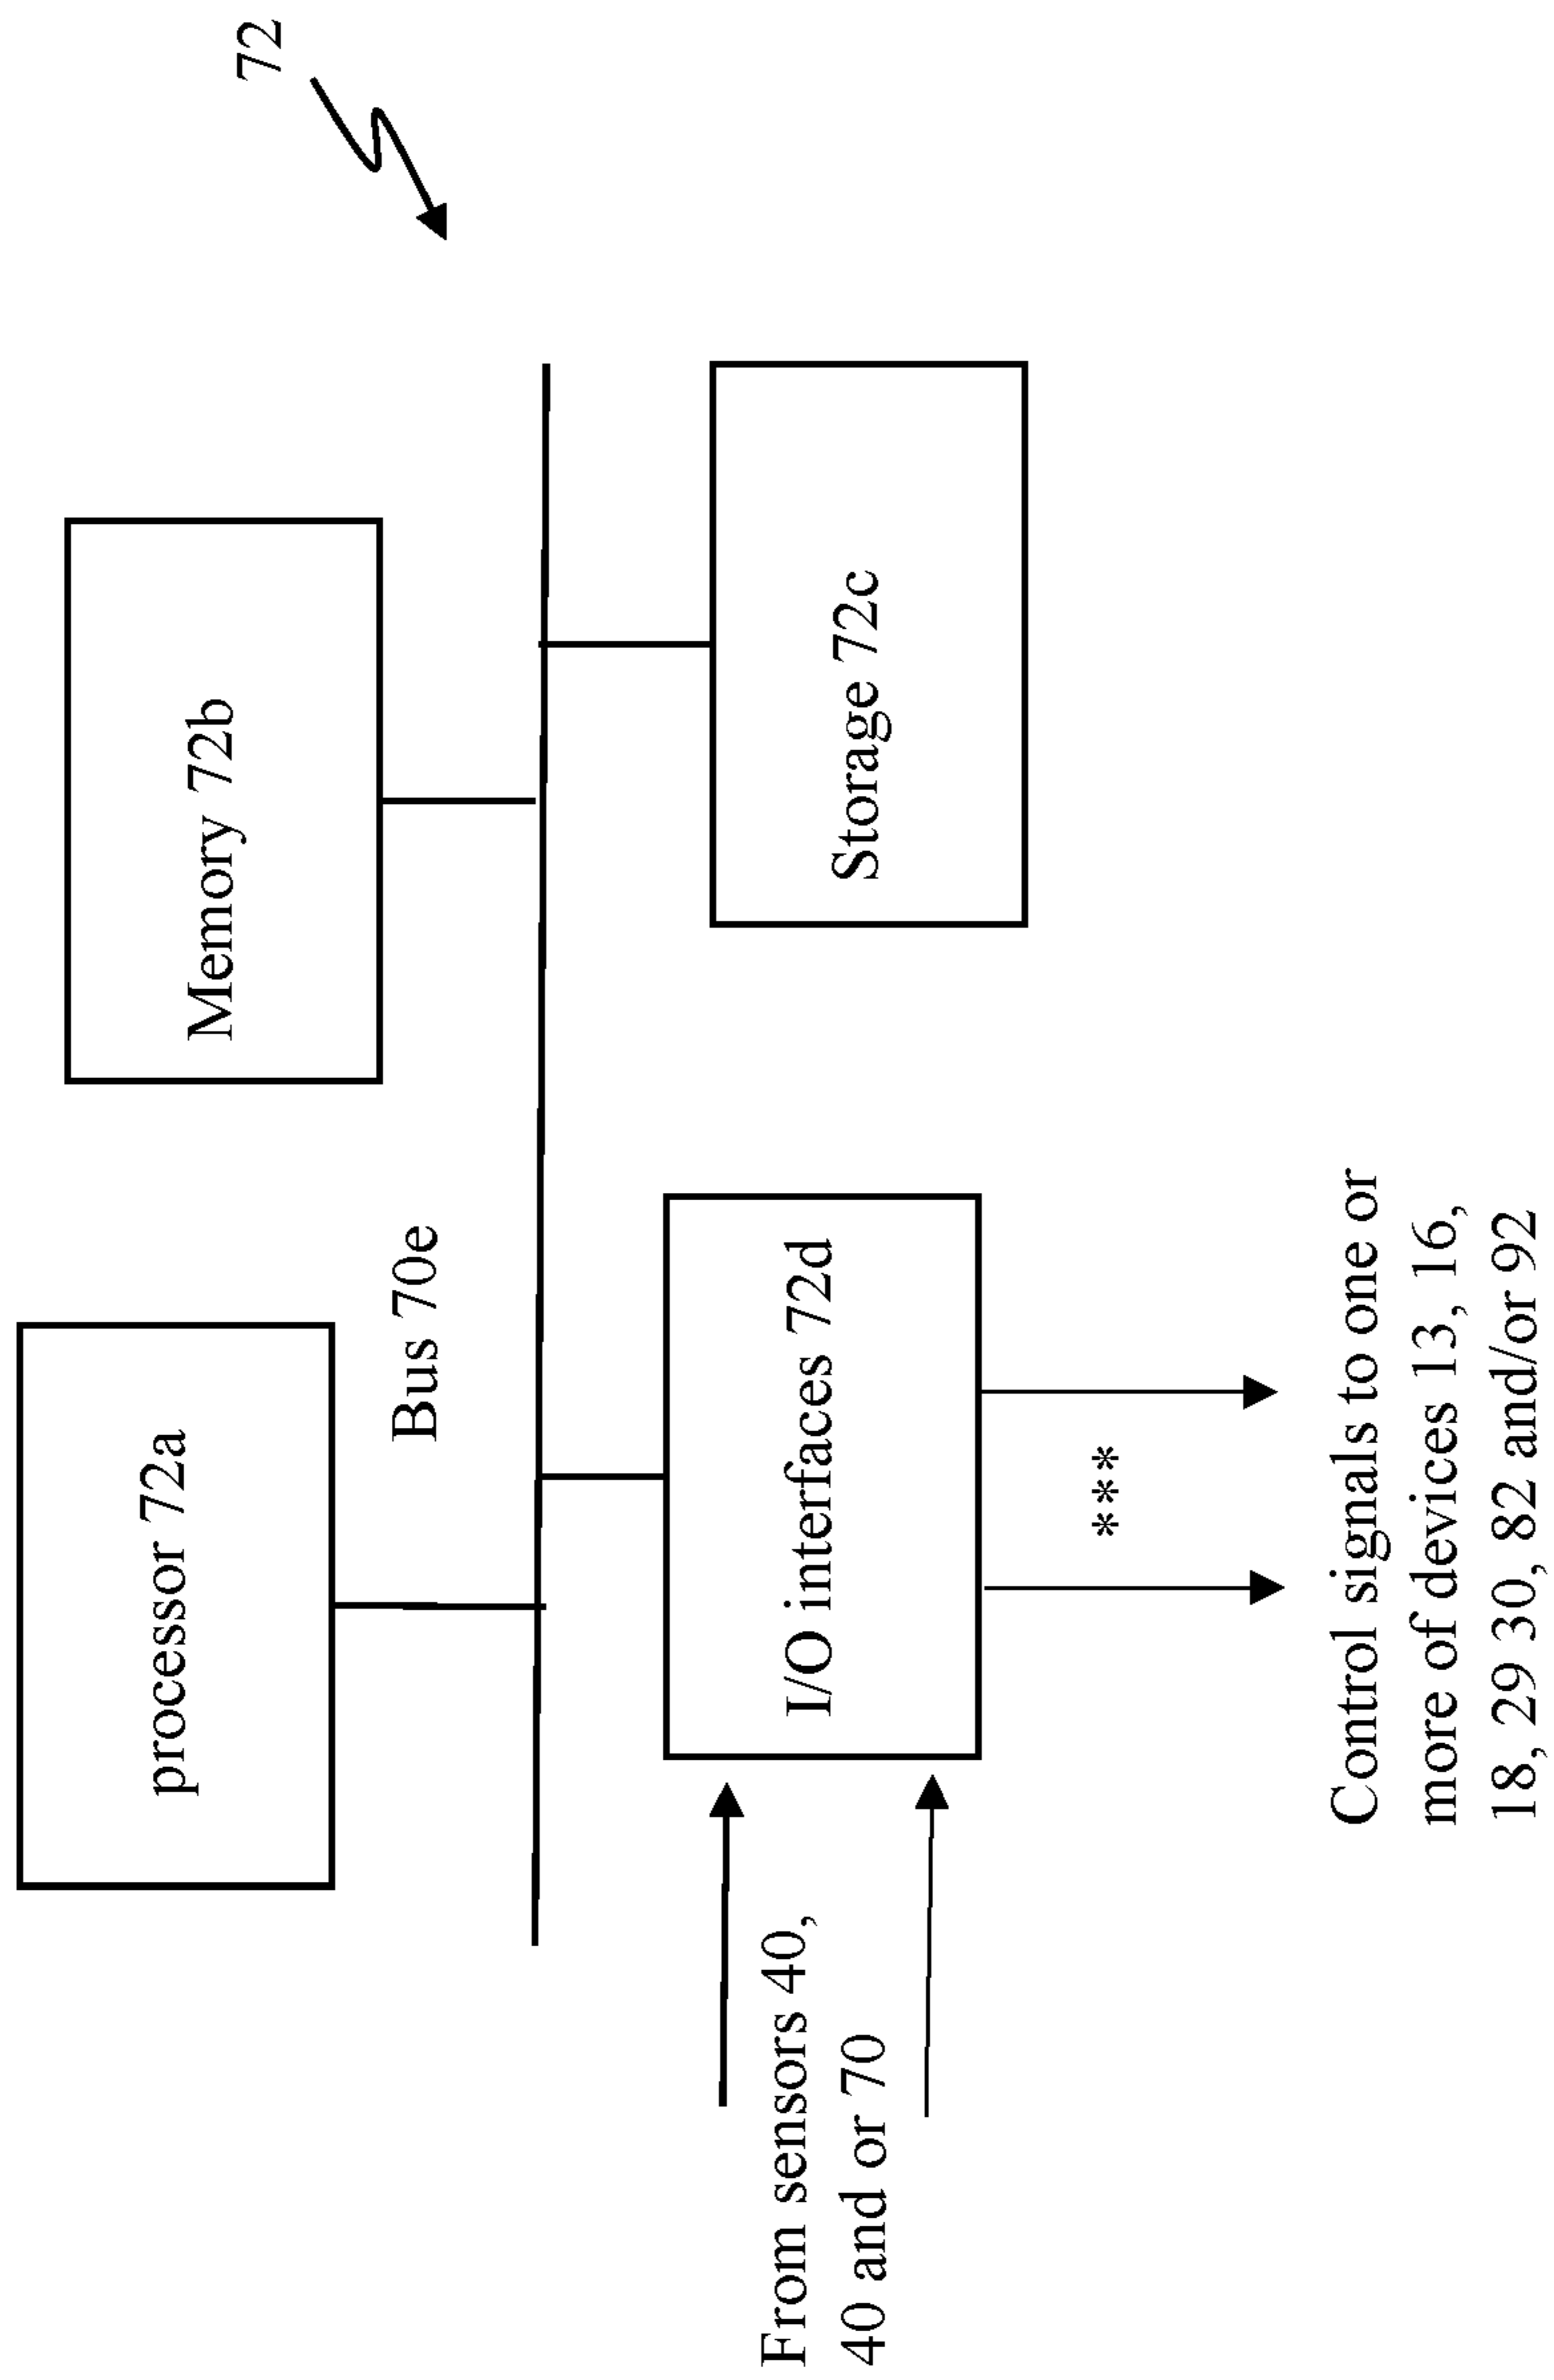 72
processor 72a
Memory 72b
Bus 70e
I/O interfaces 72d
Storage 72c
From sensors 40,
40 and or 70
***
Control signals to one or
more of devices 13, 16,
18, 29 30, 82 and/or 92